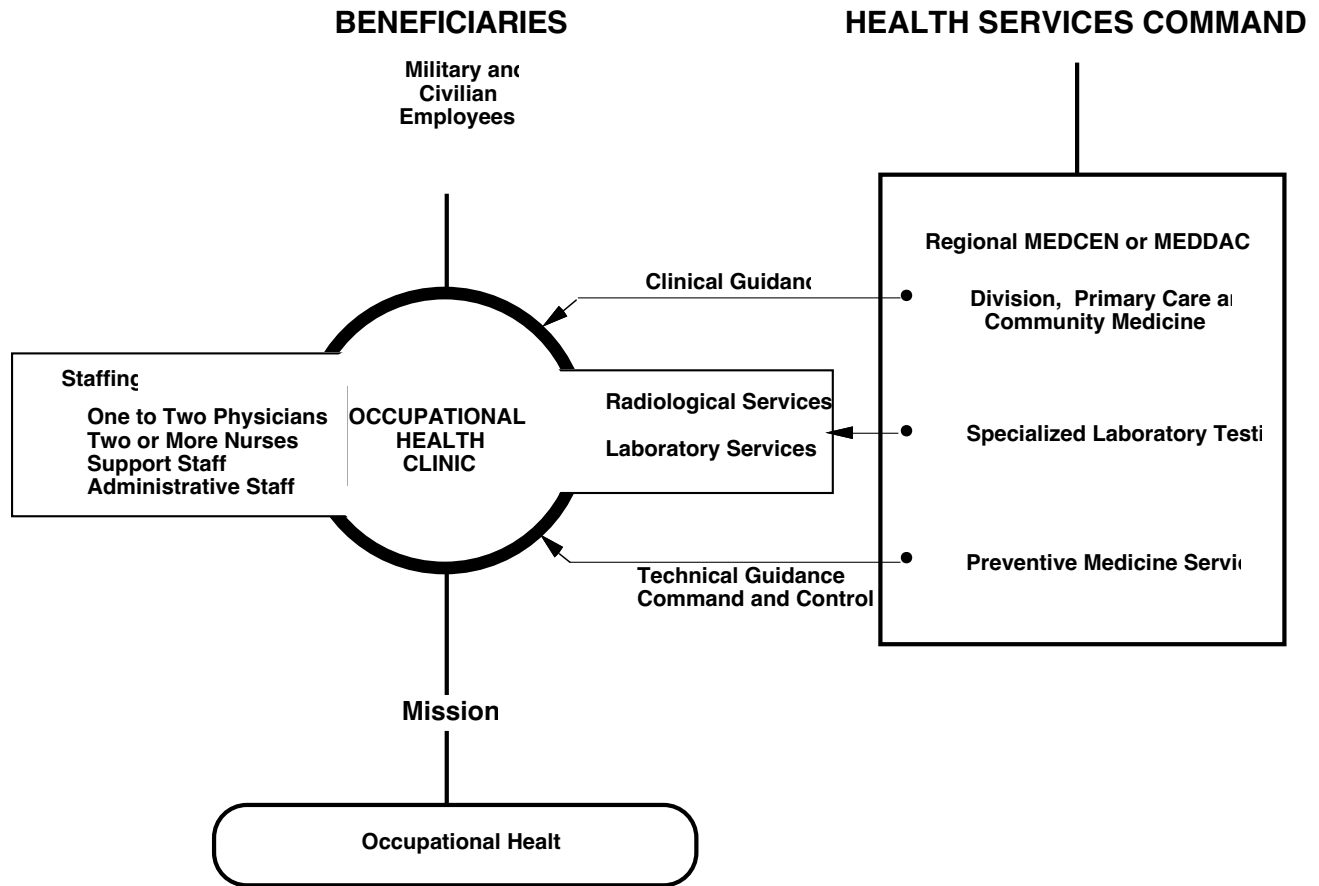 BENEFICIARIES
Military and
Civilian
Employees
HEALTH SERVICES COMMAND
Regional MEDCEN or MEDDAC
Clinical Guidanc
Division, Primary Care a
Community Medicine
Staffing
One to Two Physicians
Two or More Nurses
Support Staff
Administrative Staff
OCCUPATIONAL
HEALTH
CLINIC
Radiological Services
Laboratory Services
Specialized Laboratory Testi
Preventive Medicine Servi
Technical Guidance
Command and Control
Mission
Occupational Healt